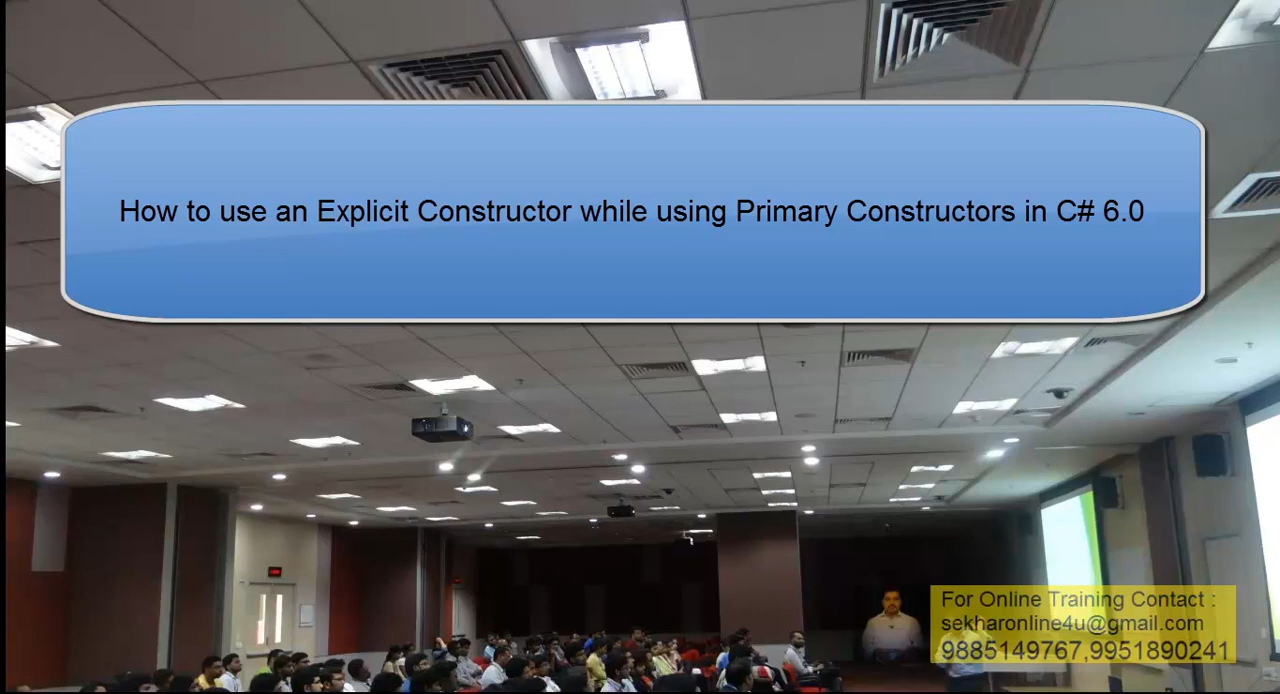 How to use an Explicit Constructor while using Primary Constructors in C# 6.0
For Online Training Contact :
sekharonline4u@gmail.com
9885149767,9951890241